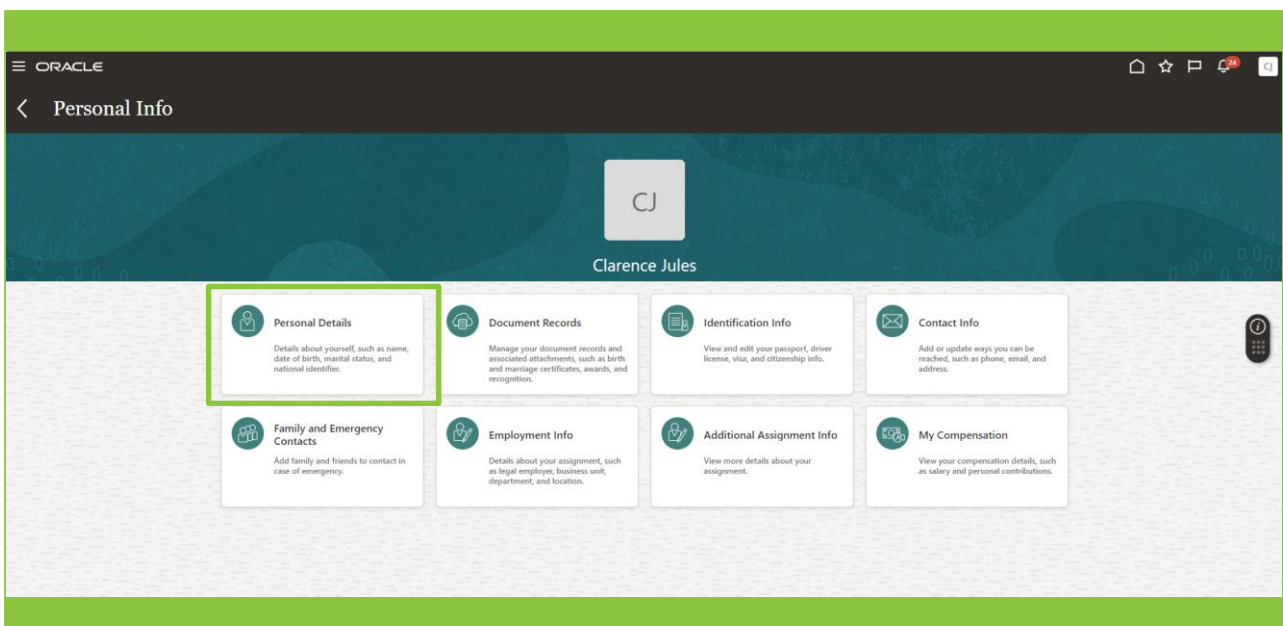 ORACLE
24
CJ
Personal Info
CJ
Clarence Jules
Personal Details
Details about yourself, such as name,
date of birth, marital status, and
national identifier.
Document Records
Manage your document records and
associated attachments, such as birth
and marriage certificates, awards, and
recognition.
Identification Info
View and edit your passport, driver
license, visa, and citizenship info.
Contact Info
Add or update ways you can be
reached, such as phone, email, and
address.
Family and Emergency
Contacts
Add family and friends to contact in
case of emergency.
Employment Info
Details about your assignment, such
as legal employer, business unit,
department, and location.
Additional Assignment Info
View more details about your
assignment.
My Compensation
View your compensation details, such
as salary and personal contributions.